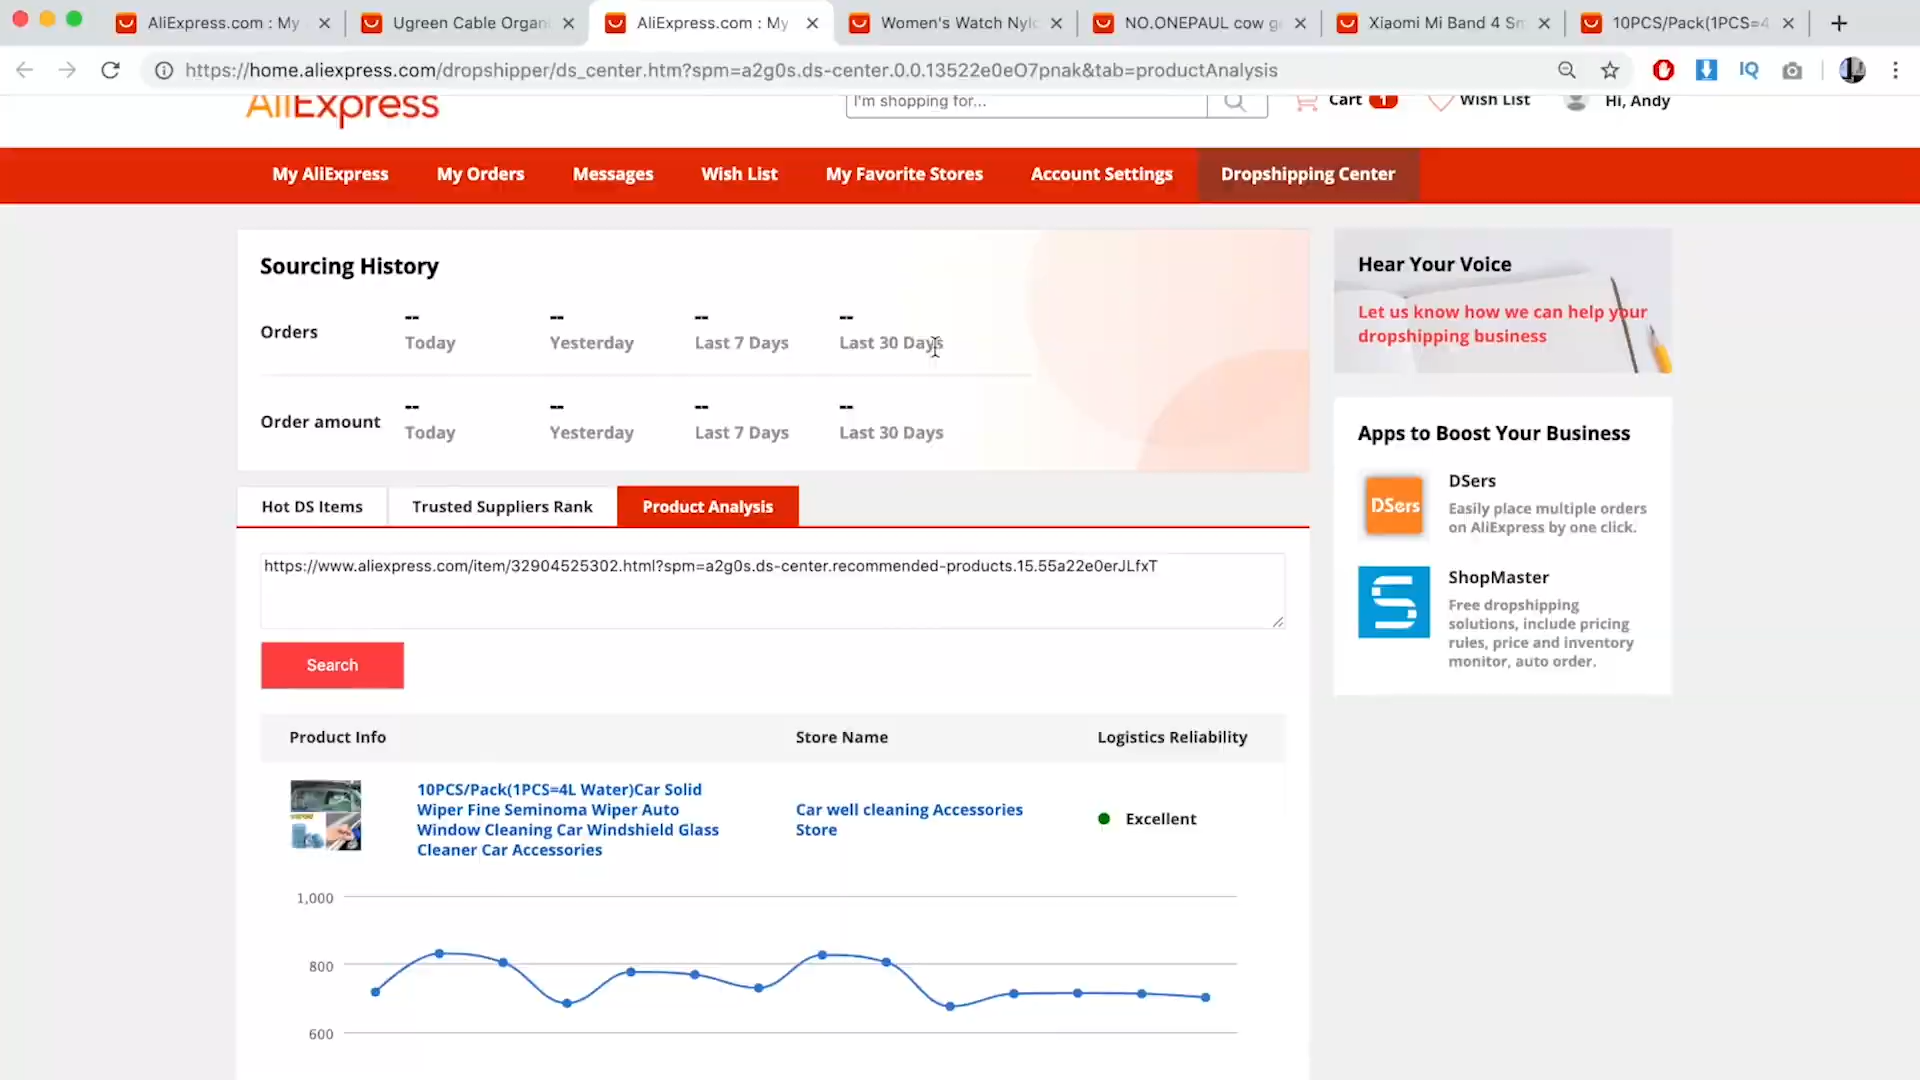 AliExpress.com : My
Ugreen Cable Organi
AliExpress.com : My
Women's Watch Nylo
NO.ONEPAUL cow ge
Xiaomi Mi Band 4 Sm
10PCS/Pack(1PCS=4
https://home.aliexpress.com/dropshipper/ds_center.htm?spm=a2g0s.ds-center.0.0.13522e0eO7pnak&tab=productAnalysis
IQ
AliExpress
I'm shopping for...
Cart 1
Wish List
Hi, Andy
My AliExpress
My Orders
Messages
Wish List
My Favorite Stores
Account Settings
Dropshipping Center
Sourcing History
Orders
-- -- -- --
Today Yesterday Last 7 Days Last 30 Days
Order amount
-- -- -- --
Today Yesterday Last 7 Days Last 30 Days
Hear Your Voice
Let us know how we can help your
dropshipping business
Apps to Boost Your Business
DSers
DSers
Easily place multiple orders
on AliExpress by one click.
S
ShopMaster
Free dropshipping
solutions, include pricing
rules, price and inventory
monitor, auto order.
Hot DS Items
Trusted Suppliers Rank
Product Analysis
https://www.aliexpress.com/item/32904525302.html?spm=a2g0s.ds-center.recommended-products.15.55a22e0erJLfxT
Search
Product Info
Store Name
Logistics Reliability
10PCS/Pack(1PCS=4L Water)Car Solid
Wiper Fine Seminoma Wiper Auto
Window Cleaning Car Windshield Glass
Cleaner Car Accessories
Car well cleaning Accessories
Store
Excellent
1,000
800
600